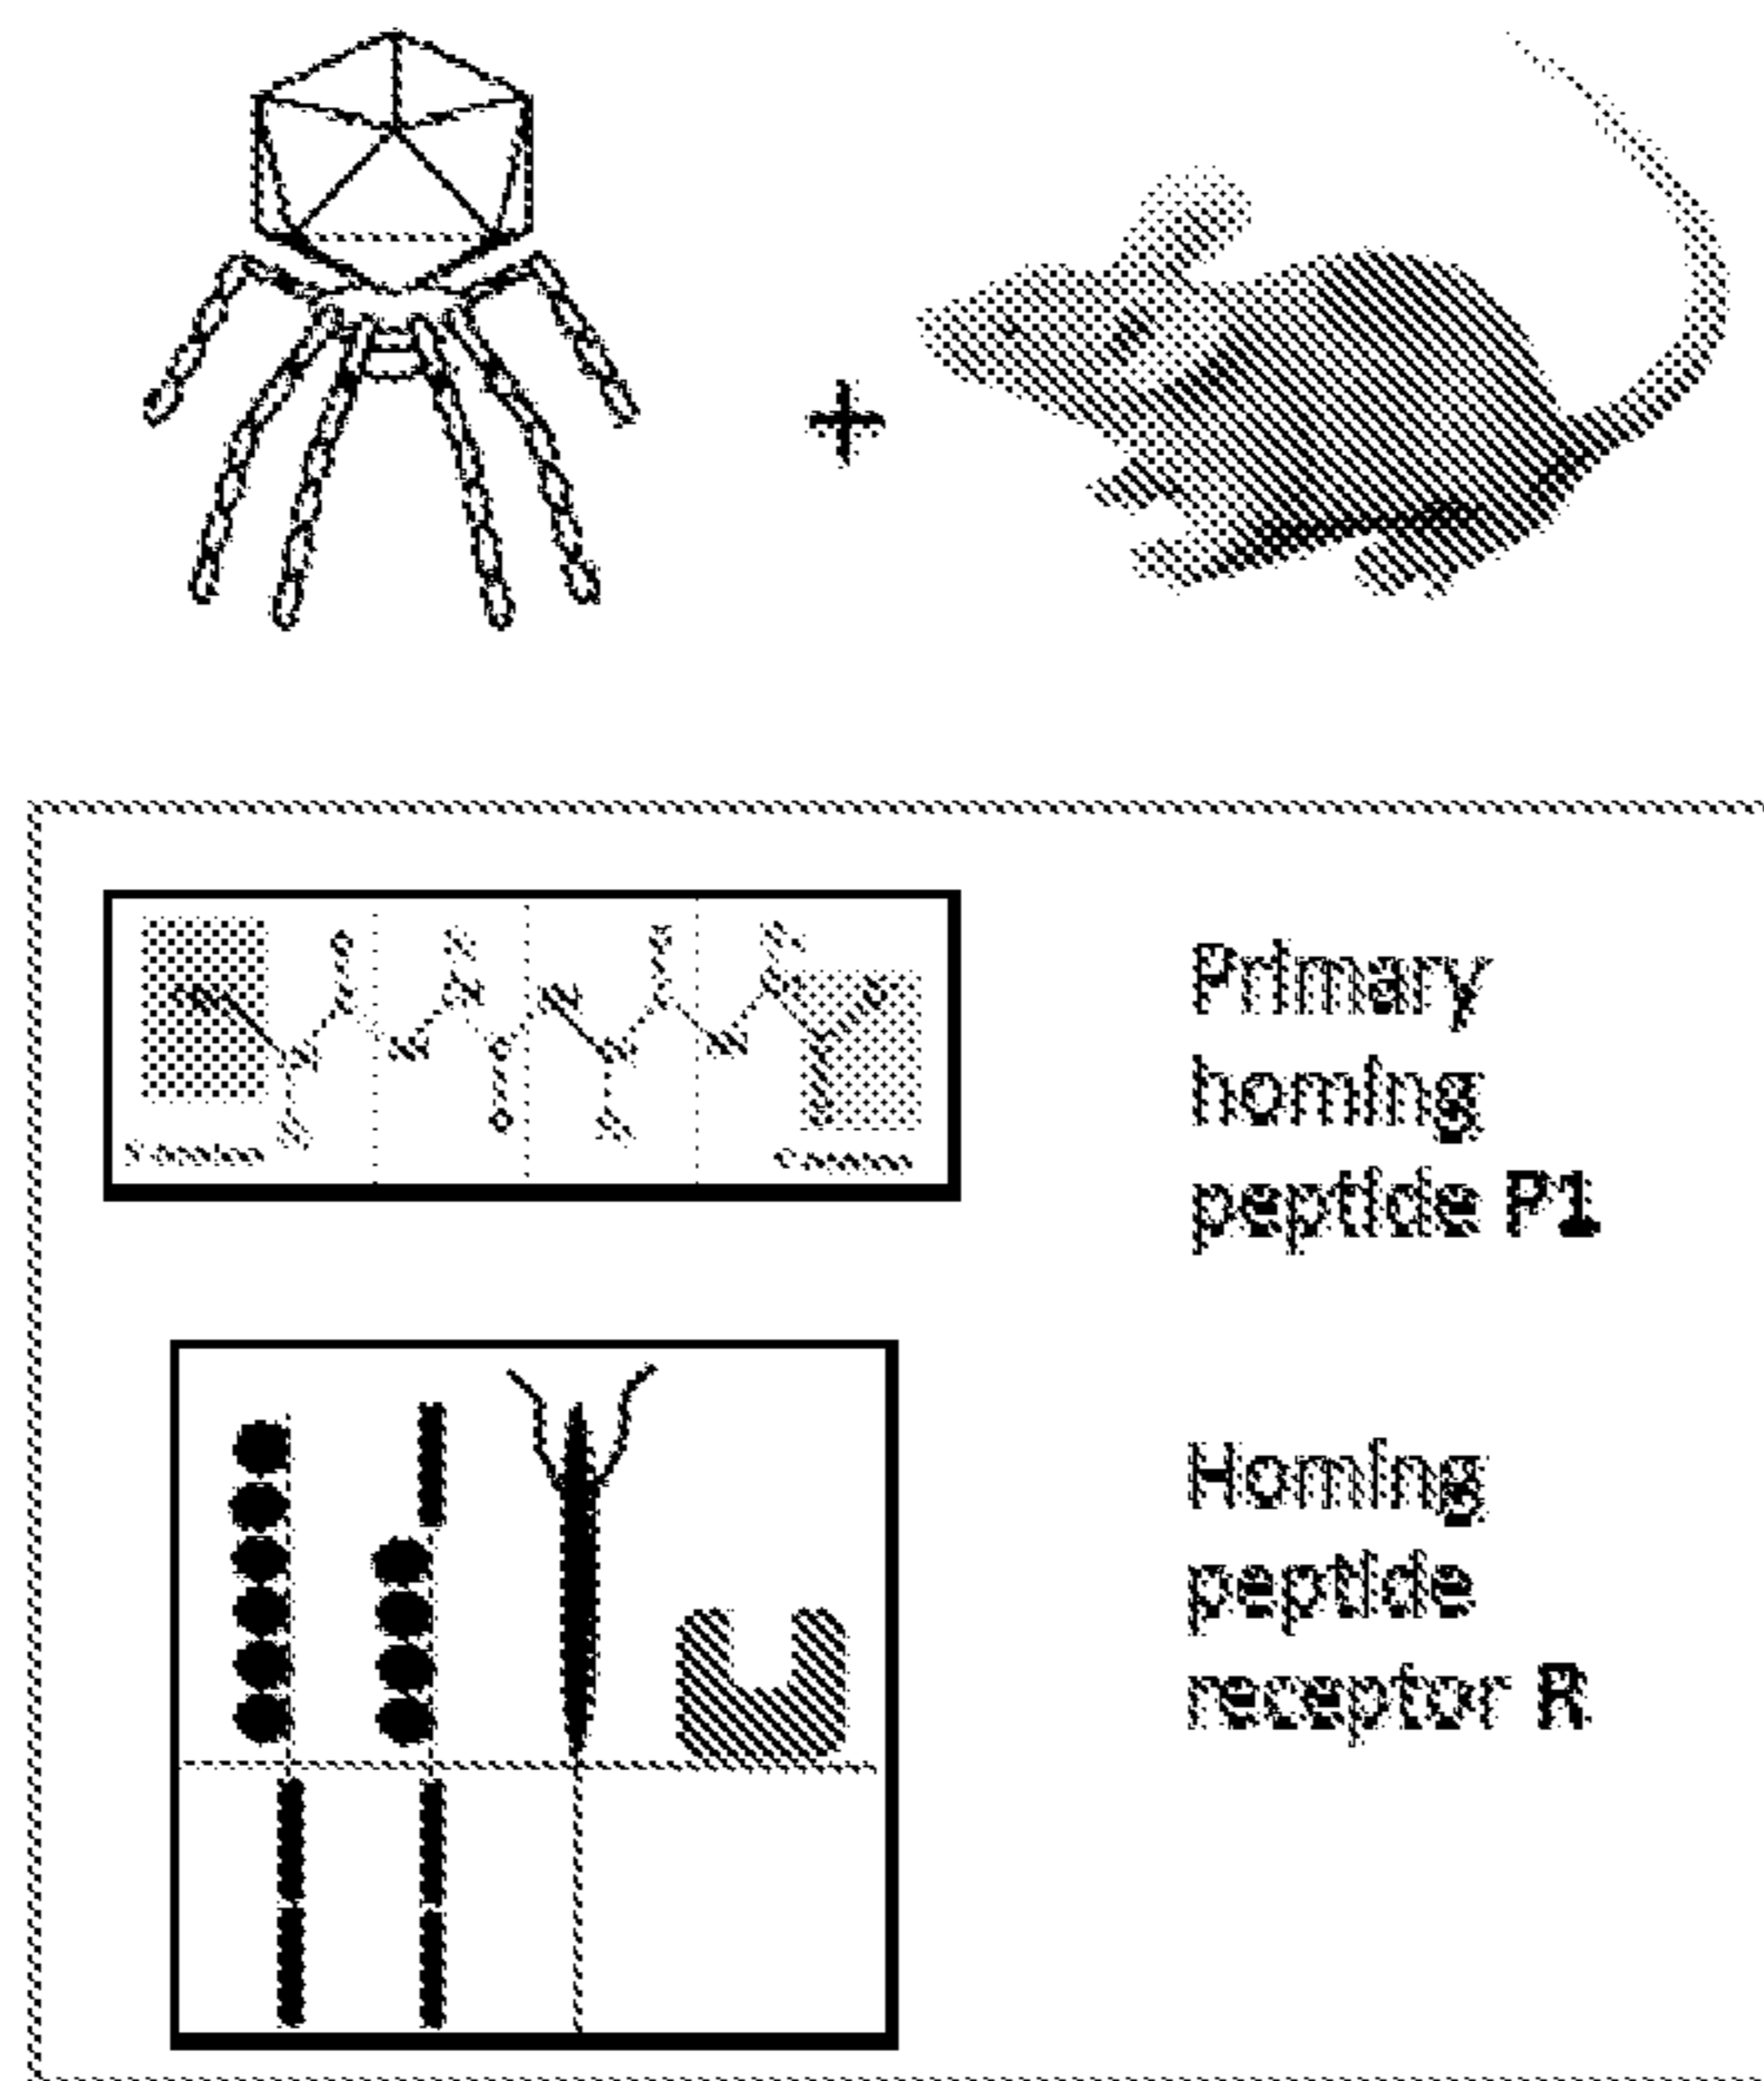 +
Primary
homing
peptide P1
Homing
peptide
receptor R